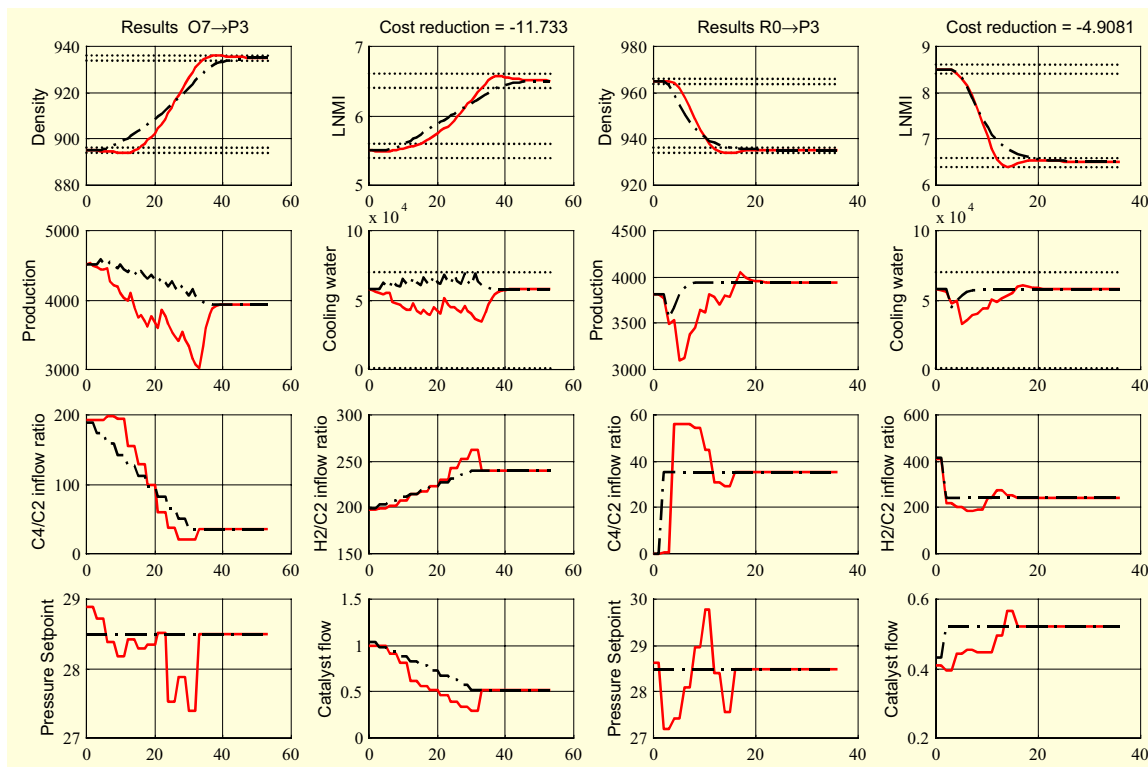 Results O7→P3
Cost reduction = -11.733
Results R0→P3
Cost reduction = -4.9081
940
920
900
880
Density
0 20 40 60
7
6
5
LNMI
0 20 40 60
980
960
940
920
Density
0 20 40
9
8
7
6
LNMI
0 20 40
5000
4000
3000
Production
0 20 40 60
x 10^4
10
5
0
Cooling water
0 20 40 60
4500
4000
3500
3000
Production
0 20 40
x 10^4
10
5
0
Cooling water
0 20 40
200
100
0
C4/C2 inflow ratio
0 20 40 60
300
250
200
150
H2/C2 inflow ratio
0 20 40 60
60
40
20
0
C4/C2 inflow ratio
0 20 40
600
400
200
0
H2/C2 inflow ratio
0 20 40
29
28
27
Pressure Setpoint
0 20 40 60
1.5
1
0.5
0
Catalyst flow
0 20 40 60
30
29
28
27
Pressure Setpoint
0 20 40
0.6
0.4
0.2
Catalyst flow
0 20 40